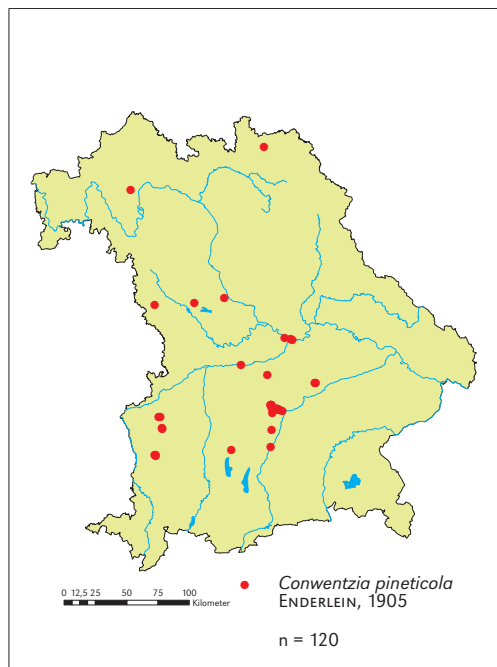 0 12,5 25 50 75 100
Kilometer
Conwentzia pineticola
ENDERLEIN, 1905
n = 120